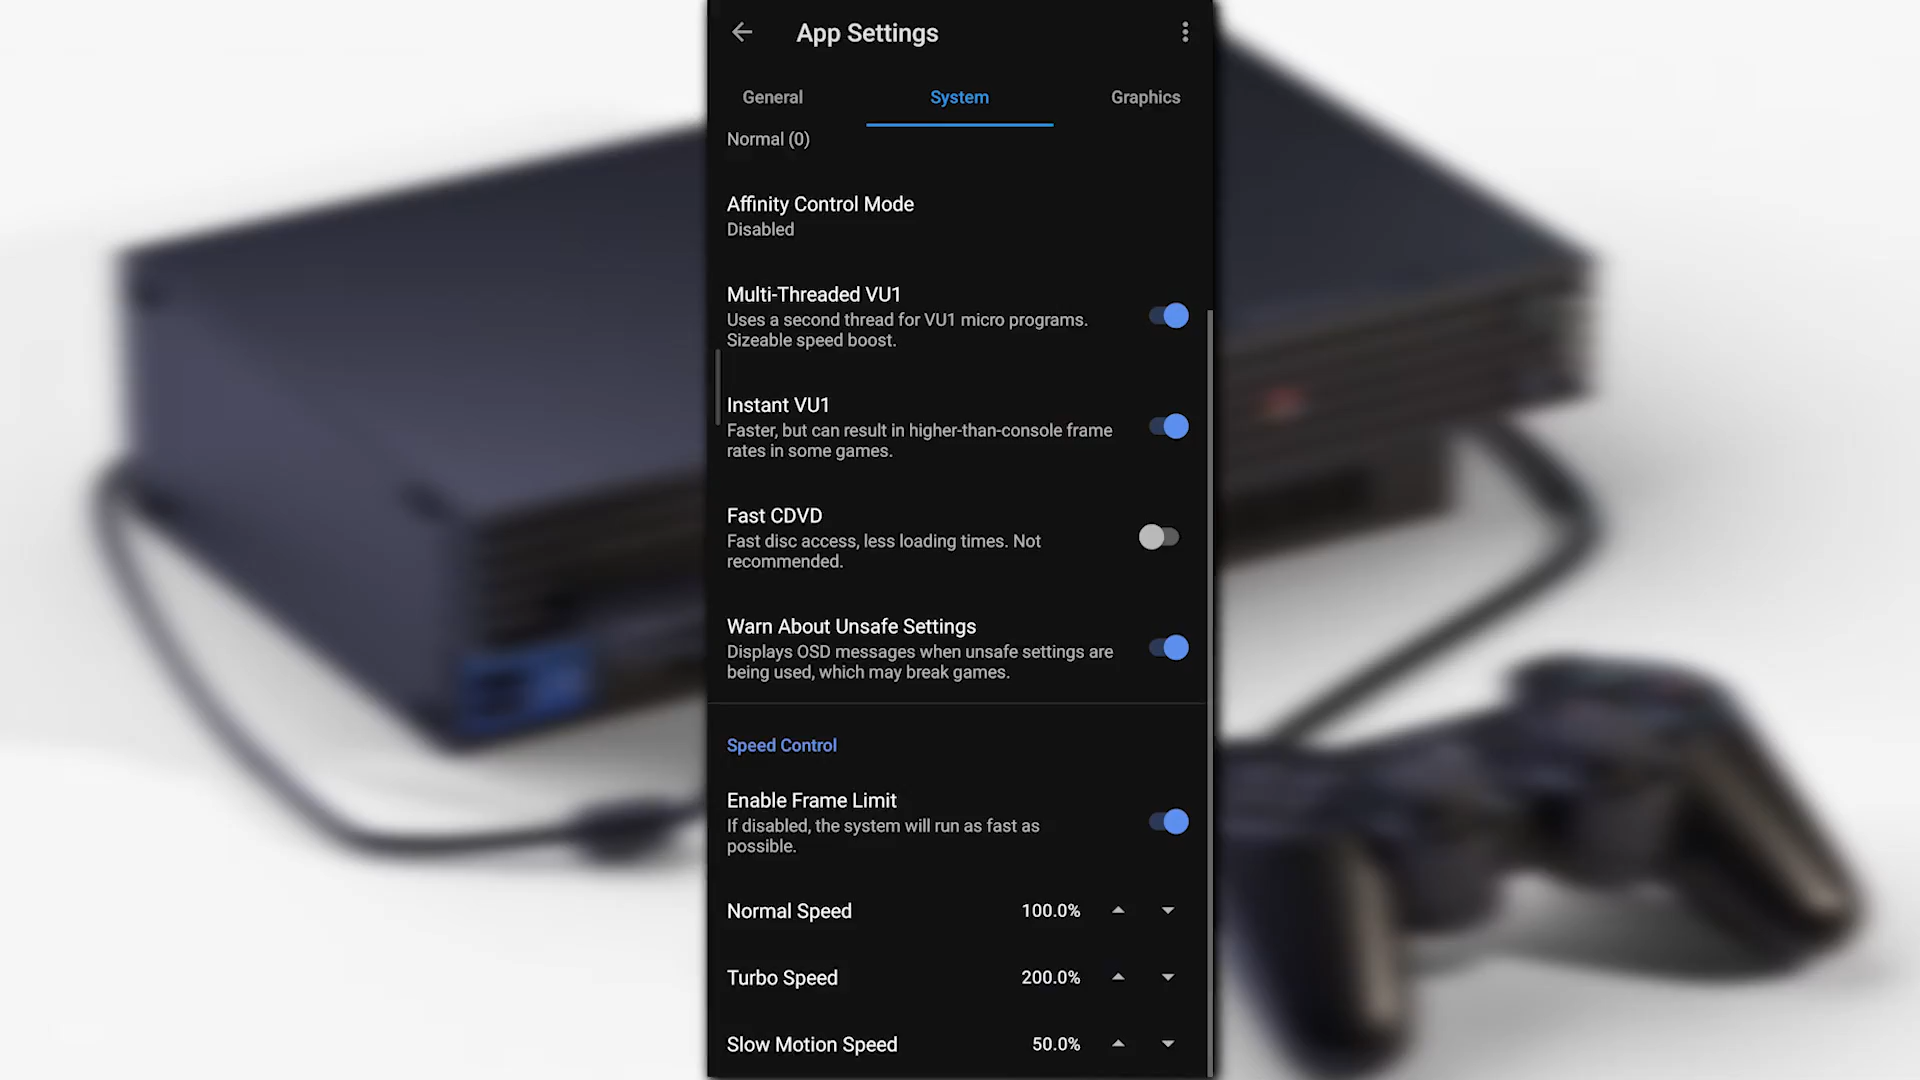 App Settings
General System Graphics
Normal (0)
Affinity Control Mode
Disabled
Multi-Threaded VU1
Uses a second thread for VU1 micro programs.
Sizeable speed boost.
Instant VU1
Faster, but can result in higher-than-console frame
rates in some games.
Fast CDVD
Fast disc access, less loading times. Not
recommended.
Warn About Unsafe Settings
Displays OSD messages when unsafe settings are
being used, which may break games.
Speed Control
Enable Frame Limit
If disabled, the system will run as fast as
possible.
Normal Speed 100.0%
Turbo Speed 200.0%
Slow Motion Speed 50.0%